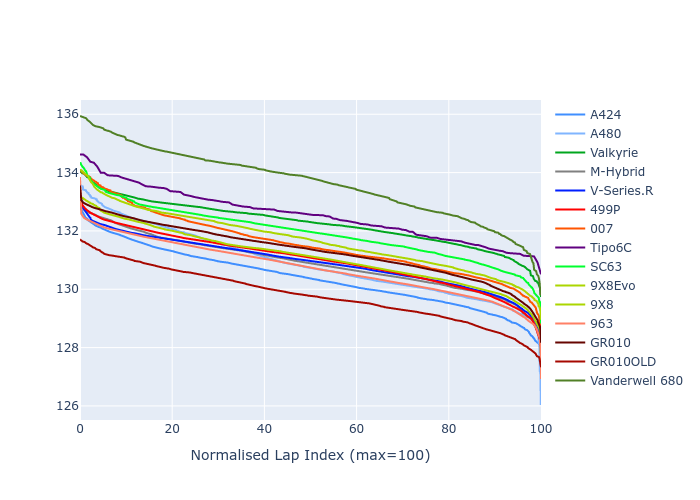 136
134
132
130
128
126
0 20 40 60 80 100
Normalised Lap Index (max=100)
A424
A480
Valkyrie
M-Hybrid
V-Series.R
499P
007
Tipo6C
SC63
9X8Evo
9X8
963
GR010
GR010OLD
Vanderwell 680